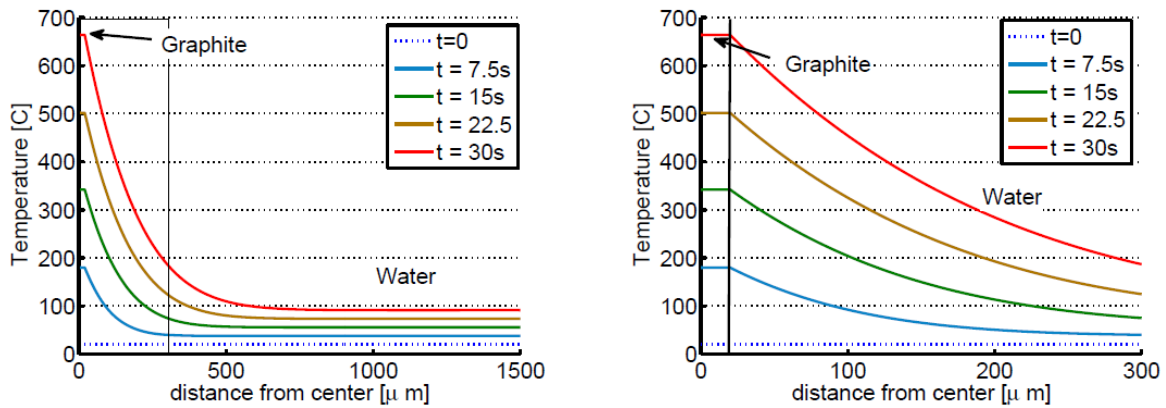 700
600
500
400
300
200
100
0
Temperature [C]
0
500
1000
1500
distance from center [μ m]
Graphite
Water
t=0
t = 7.5s
t = 15s
t = 22.5
t = 30s
700
600
500
400
300
200
100
0
Temperature [C]
0
100
200
300
distance from center [μ m]
Graphite
Water
t=0
t = 7.5s
t = 15s
t = 22.5
t = 30s